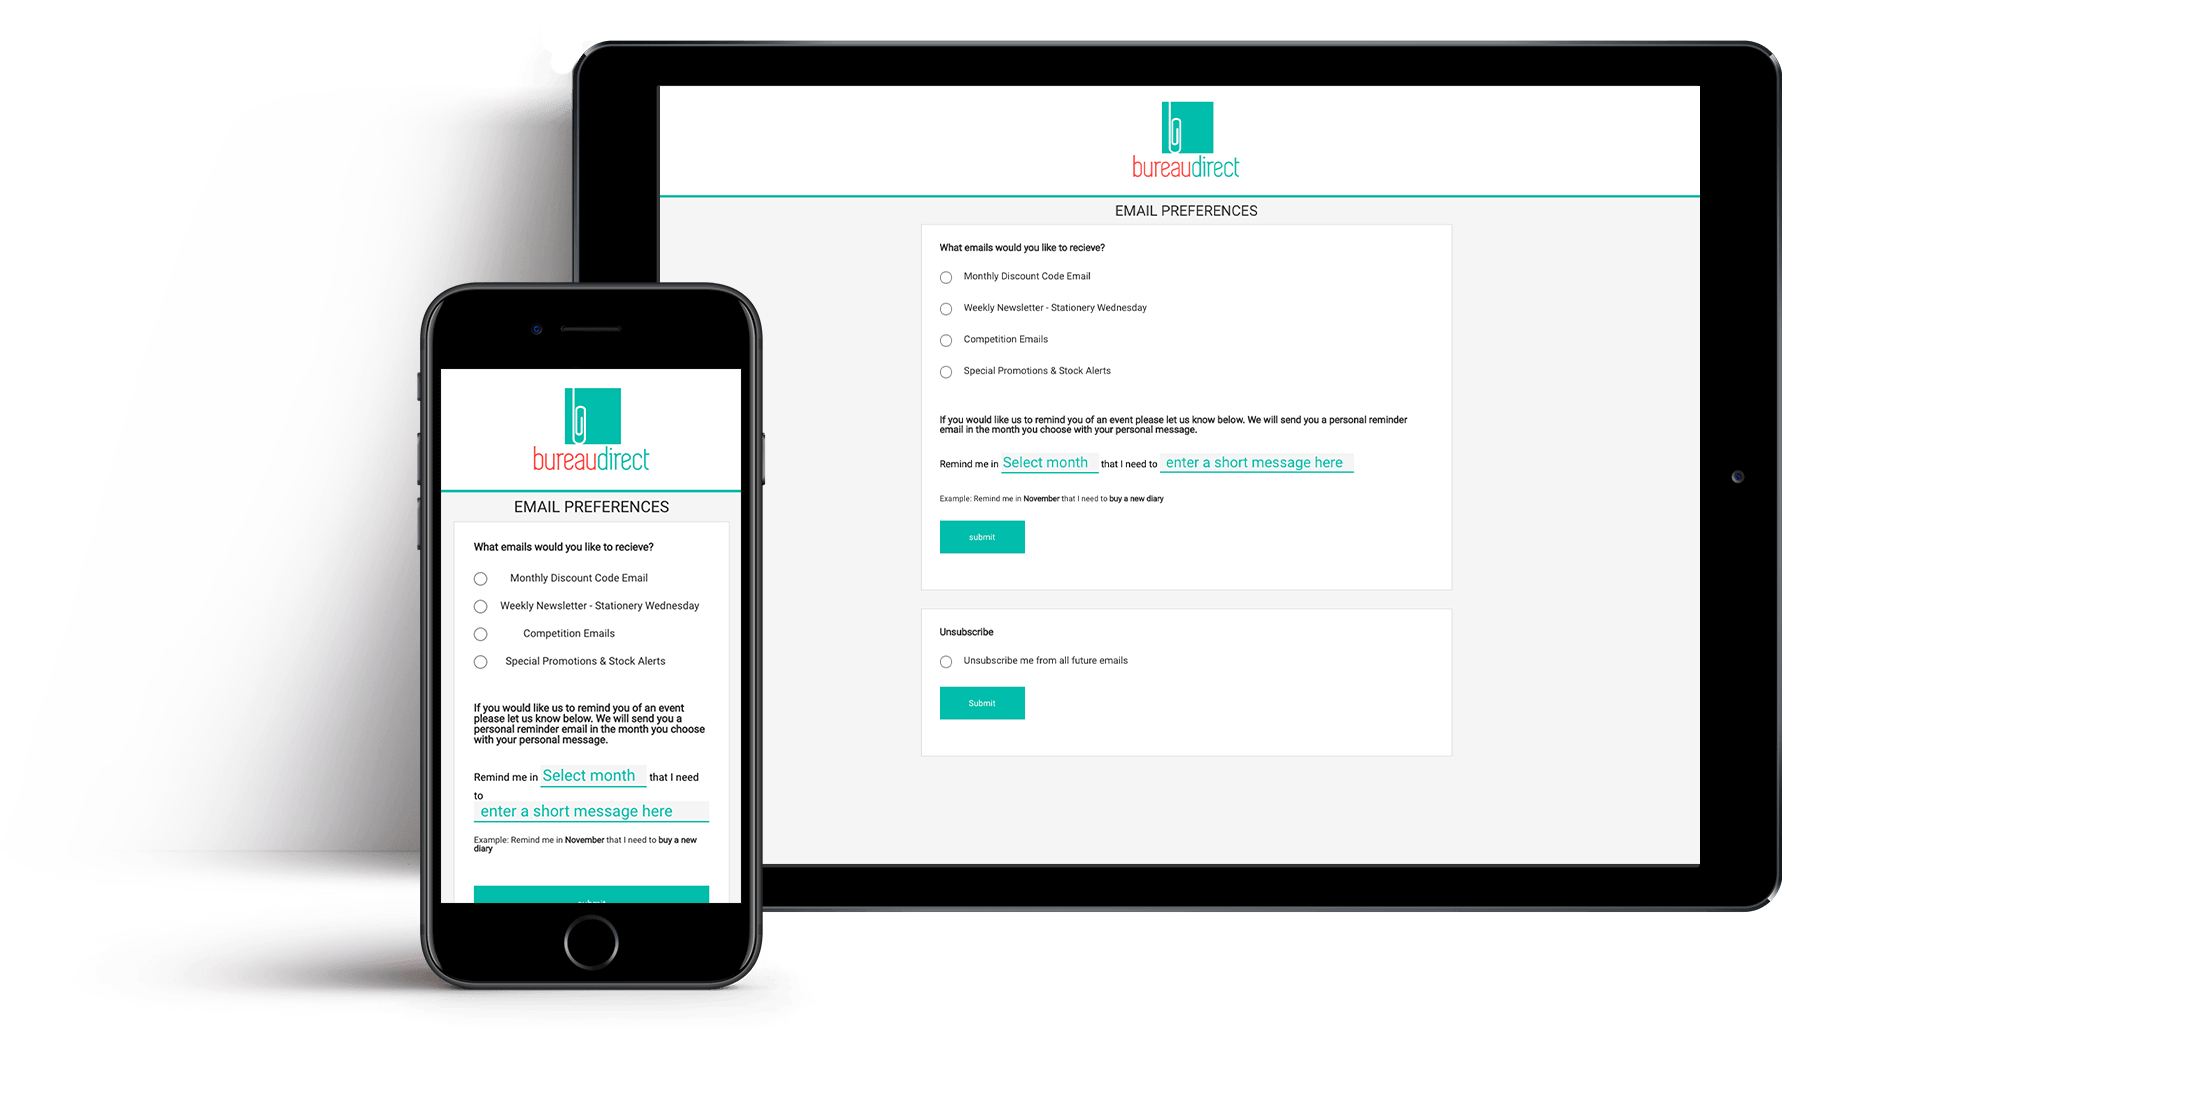 bureaudirect
EMAIL PREFERENCES
What emails would you like to recieve?
Monthly Discount Code Email
Weekly Newsletter - Stationery Wednesday
Competition Emails
Special Promotions & Stock Alerts
If you would like us to remind you of an event please let us know below. We will send you a personal reminder
email in the month you choose with your personal message.
Remind me in Select month that I need to enter a short message here
Example: Remind me in November that I need to buy a new diary
submit
Unsubscribe
Unsubscribe me from all future emails
Submit
bureaudirect
EMAIL PREFERENCES
What emails would you like to recieve?
Monthly Discount Code Email
Weekly Newsletter - Stationery Wednesday
Competition Emails
Special Promotions & Stock Alerts
If you would like us to remind you of an event
please let us know below. We will send you a
personal reminder email in the month you choose
with your personal message.
Remind me in Select month that I need
to
enter a short message here
Example: Remind me in November that I need to buy a new
diary
submit